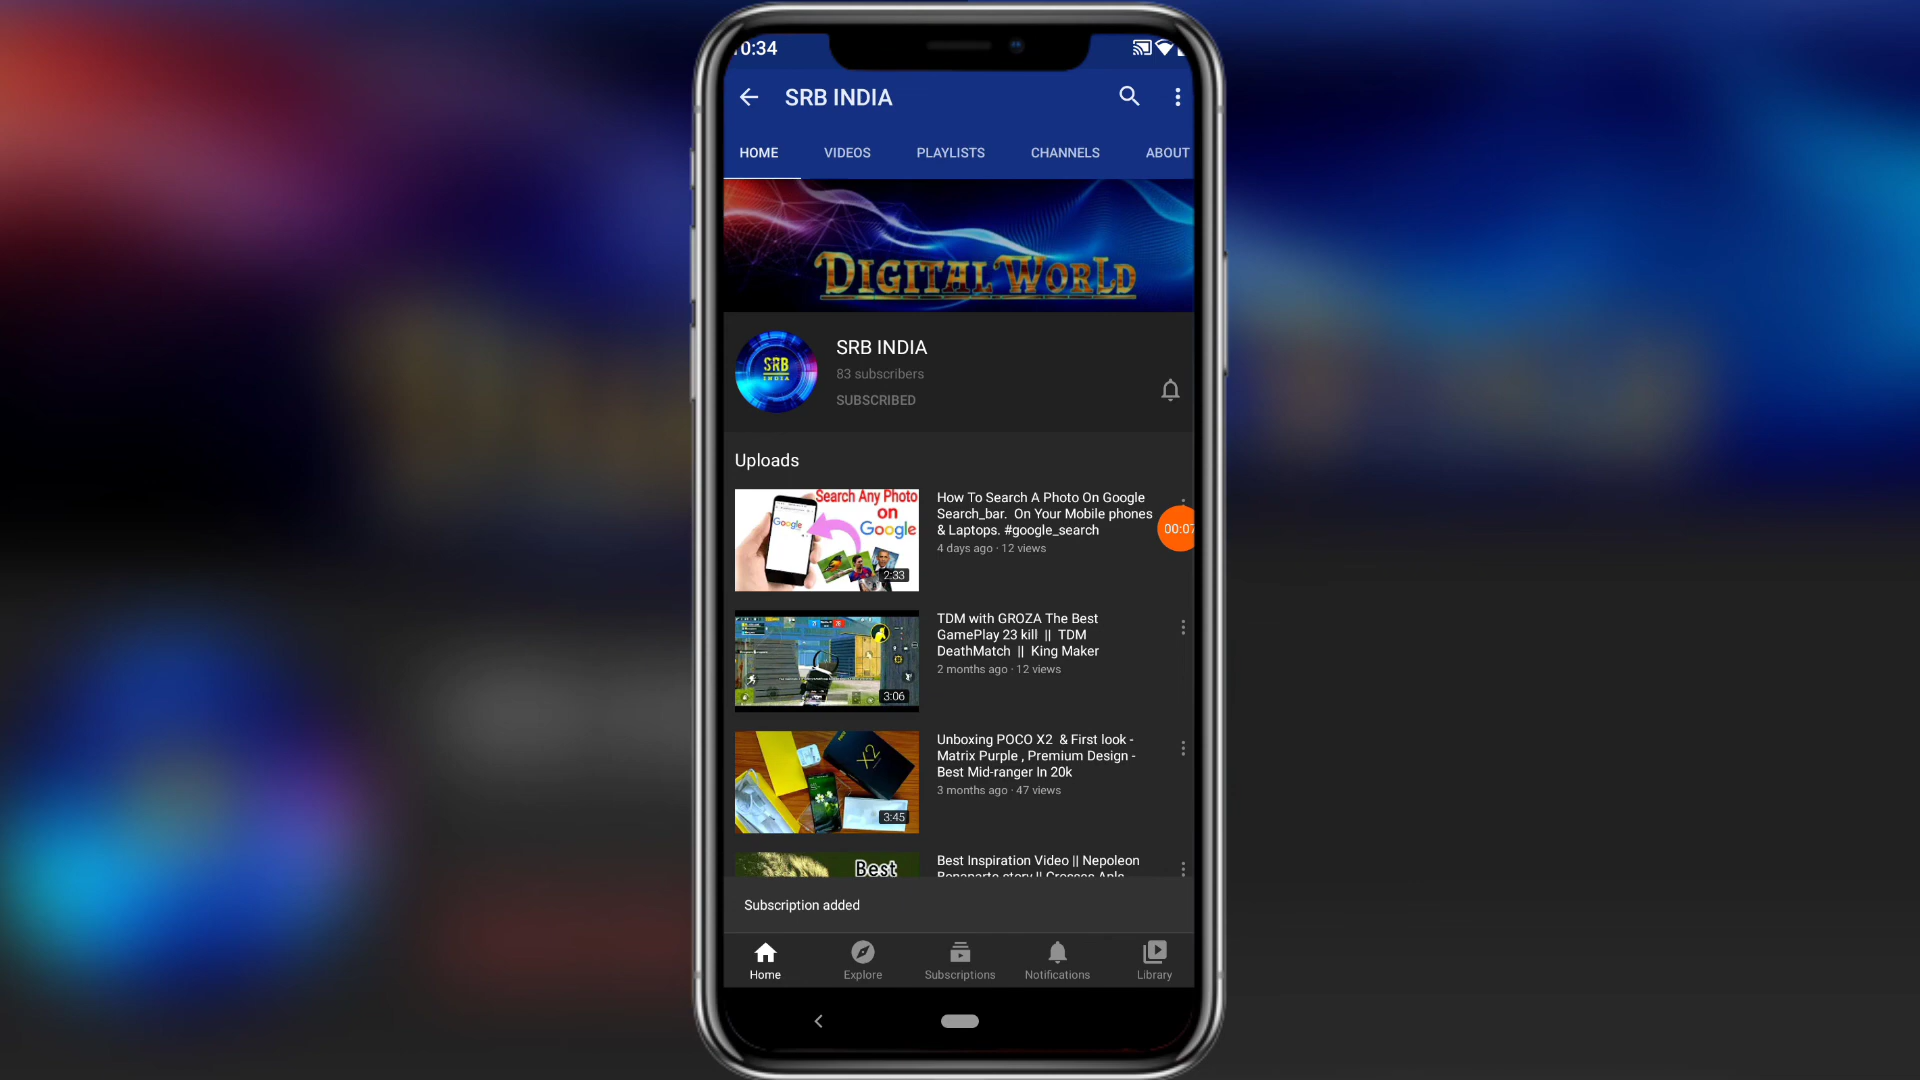 0:34
SRB INDIA
HOME VIDEOS PLAYLISTS CHANNELS ABOUT
DIGITAL WORLD
SRB
INDIA
SRB INDIA
83 subscribers
SUBSCRIBED
Uploads
Search Any Photo
on
Google
Google
2:33
How To Search A Photo On Google
Search_bar. On Your Mobile phones
& Laptops. #google_search
4 days ago · 12 views
00:07
3:06
TDM with GROZA The Best
GamePlay 23 kill || TDM
DeathMatch || King Maker
2 months ago · 12 views
X2
3:45
Unboxing POCO X2 & First look -
Matrix Purple , Premium Design -
Best Mid-ranger In 20k
3 months ago · 47 views
Best
Best Inspiration Video || Nepoleon
Subscription added
Home Explore Subscriptions Notifications Library